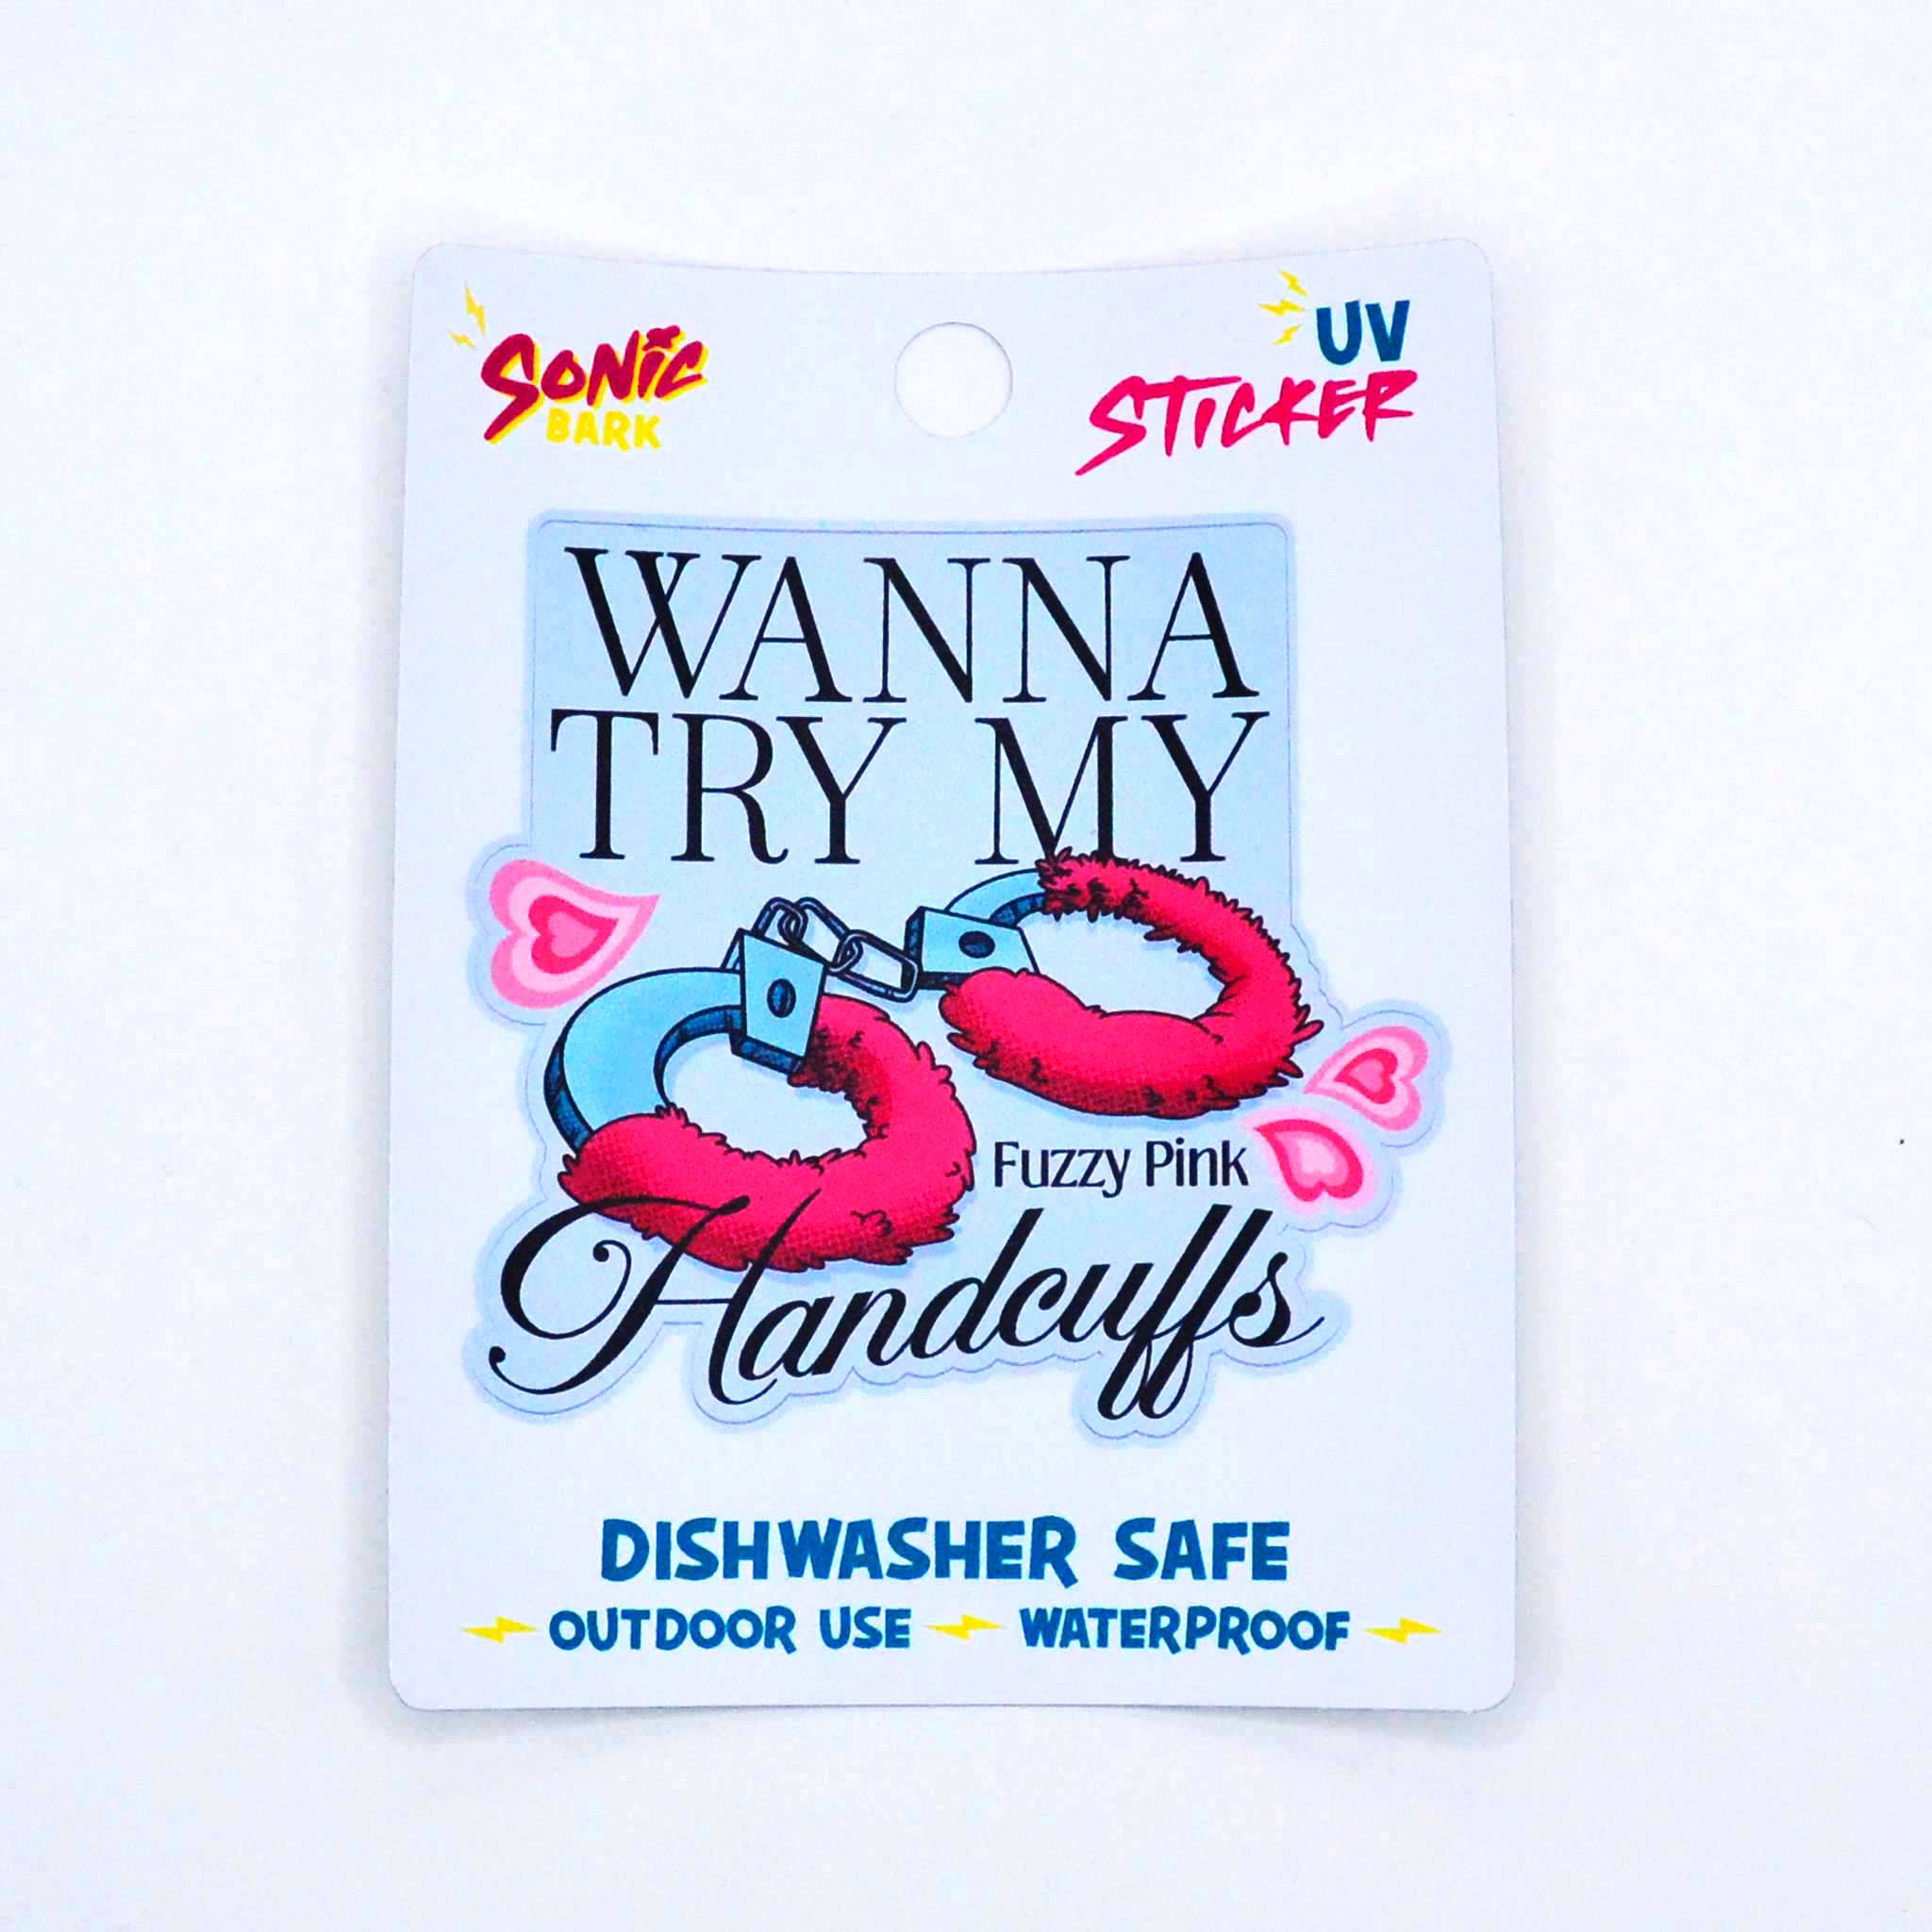 SONIC
BARK
UV
STICKER
WANNA
TRY MY
Fuzzy Pink
Handcuffs
DISHWASHER SAFE
OUTDOOR USE WATERPROOF